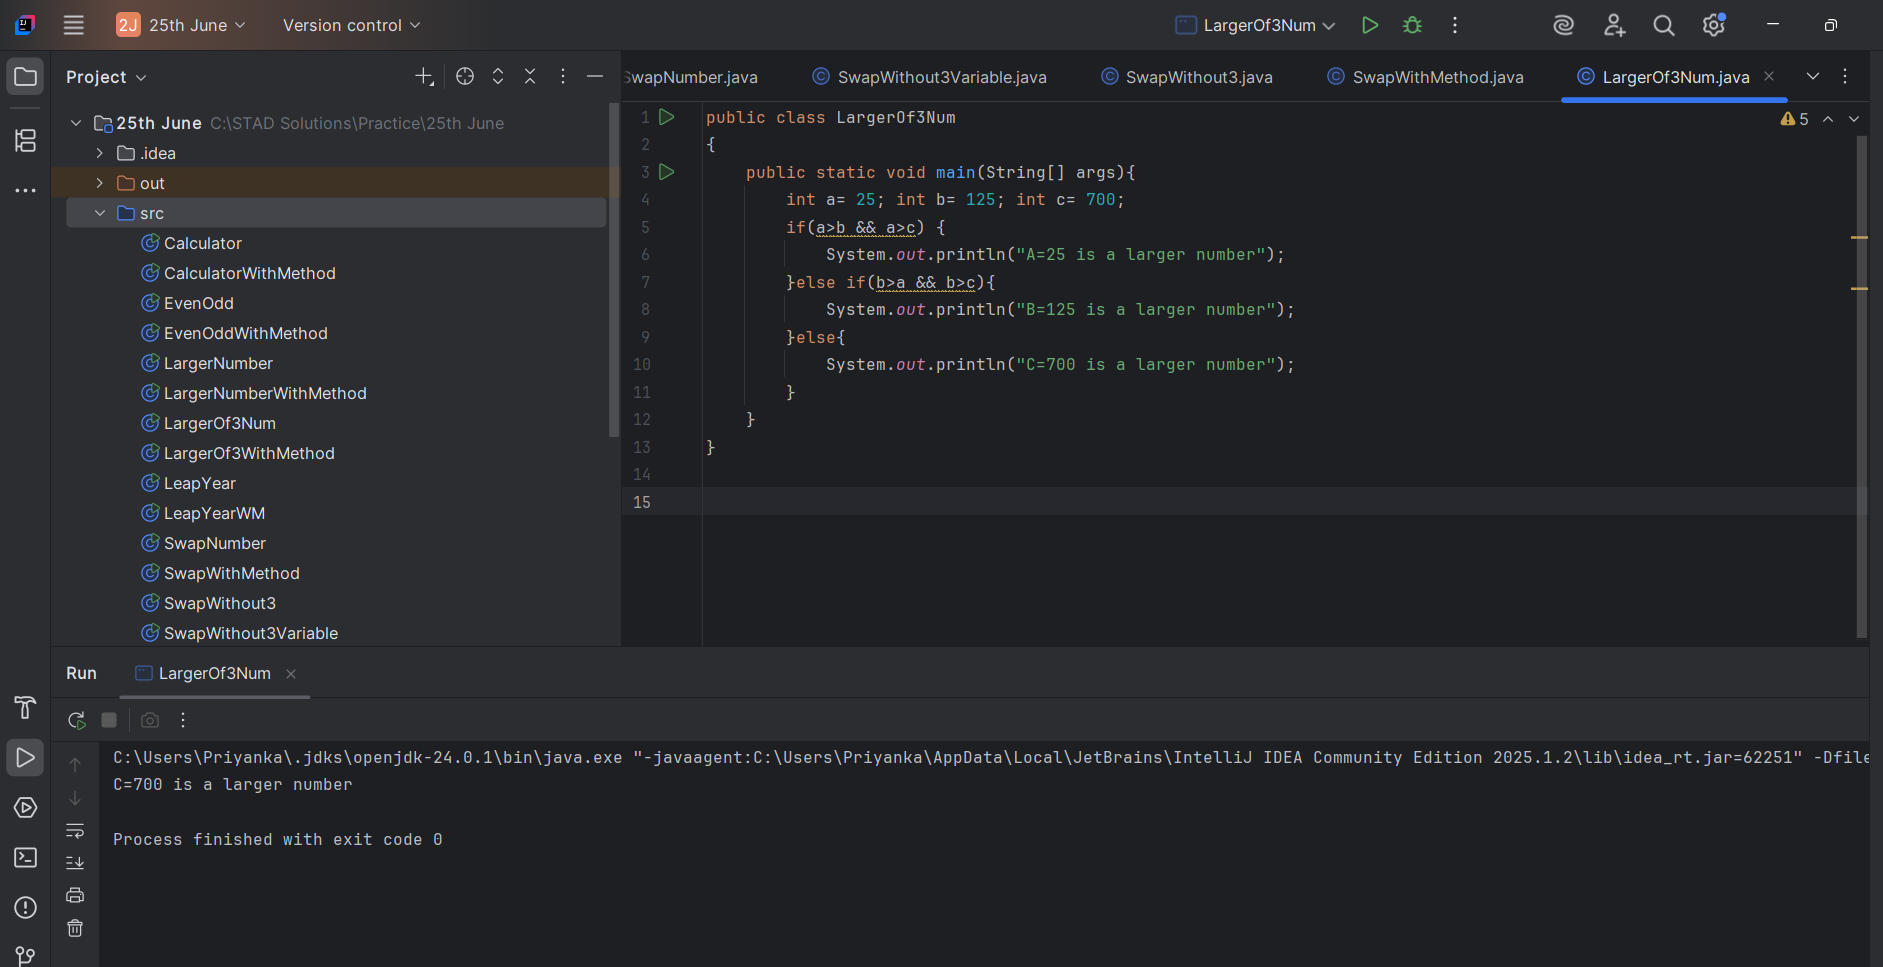 2J 25th June Version control LargerOf3Num
Project
SwapNumber.java SwapWithout3Variable.java SwapWithout3.java SwapWithMethod.java LargerOf3Num.java
25th June C:\STAD Solutions\Practice\25th June
.idea
out
src
Calculator
CalculatorWithMethod
EvenOdd
EvenOddWithMethod
LargerNumber
LargerNumberWithMethod
LargerOf3Num
LargerOf3WithMethod
LeapYear
LeapYearWM
SwapNumber
SwapWithMethod
SwapWithout3
SwapWithout3Variable
5
1 public class LargerOf3Num
2 {
3 public static void main(String[] args){
4 int a= 25; int b= 125; int c= 700;
5 if(a>b && a>c) {
6 System.out.println("A=25 is a larger number");
7 }else if(b>a && b>c){
8 System.out.println("B=125 is a larger number");
9 }else{
10 System.out.println("C=700 is a larger number");
11 }
12 }
13 }
14
15
Run LargerOf3Num
C:\Users\Priyanka\.jdks\openjdk-24.0.1\bin\java.exe "-javaagent:C:\Users\Priyanka\AppData\Local\JetBrains\IntelliJ IDEA Community Edition 2025.1.2\lib\idea_rt.jar=62251" -Dfile
C=700 is a larger number
Process finished with exit code 0